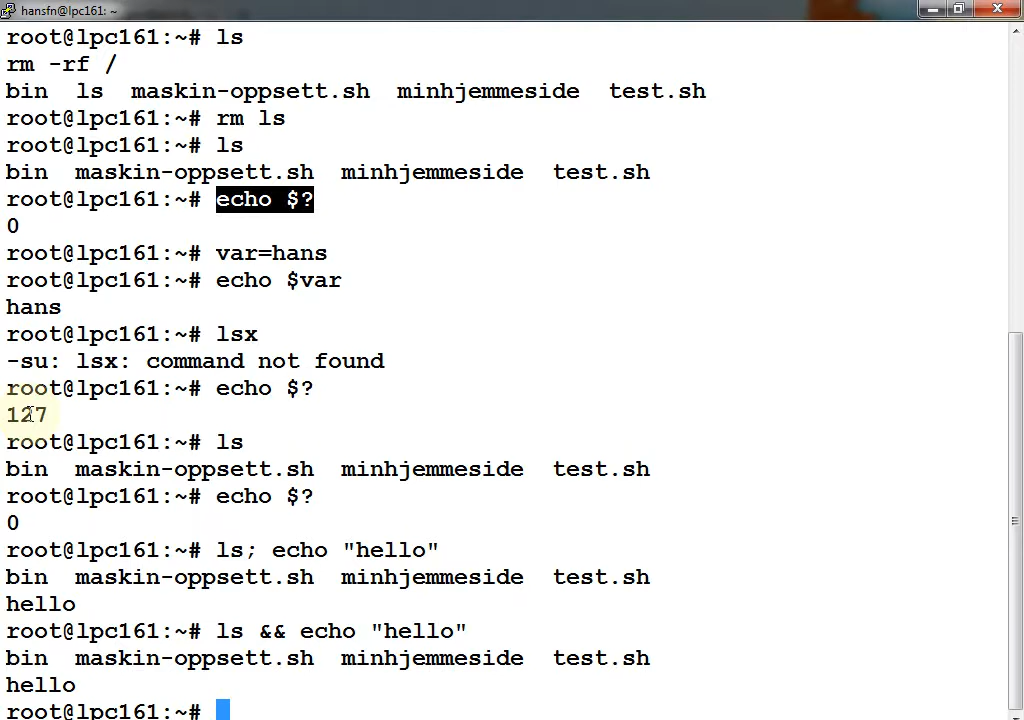 hansfn@lpc161: ~
root@lpc161:~# ls
rm -rf /
bin  ls  maskin-oppsett.sh  minhjemmeside  test.sh
root@lpc161:~# rm ls
root@lpc161:~# ls
bin  maskin-oppsett.sh  minhjemmeside  test.sh
root@lpc161:~# echo $?
0
root@lpc161:~# var=hans
root@lpc161:~# echo $var
hans
root@lpc161:~# lsx
-su: lsx: command not found
root@lpc161:~# echo $?
127
root@lpc161:~# ls
bin  maskin-oppsett.sh  minhjemmeside  test.sh
root@lpc161:~# echo $?
0
root@lpc161:~# ls; echo "hello"
bin  maskin-oppsett.sh  minhjemmeside  test.sh
hello
root@lpc161:~# ls && echo "hello"
bin  maskin-oppsett.sh  minhjemmeside  test.sh
hello
root@lpc161:~#